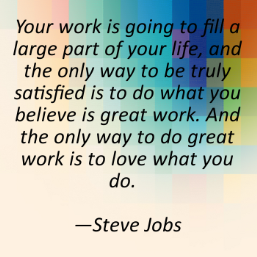 Your work is going to fill a
large part of your life, and
the only way to be truly
satisfied is to do what you
believe is great work. And
the only way to do great
work is to love what you
do.
—Steve Jobs